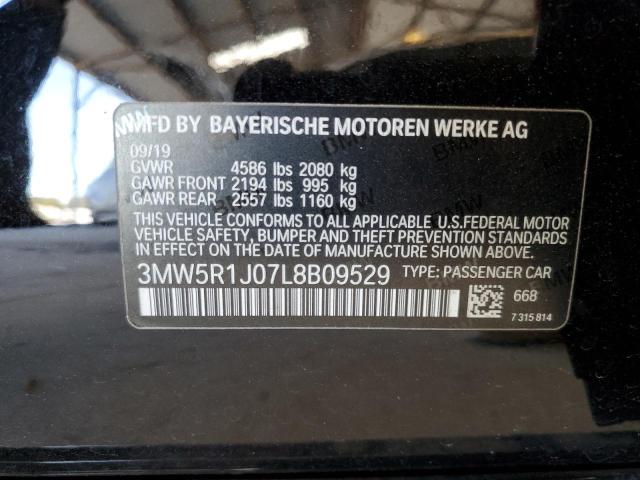 MFD BY BAYERISCHE MOTOREN WERKE AG
09/19
GVWR 4586 lbs 2080 kg
GAWR FRONT 2194 lbs 995 kg
GAWR REAR 2557 lbs 1160 kg
THIS VEHICLE CONFORMS TO ALL APPLICABLE U.S.FEDERAL MOTOR
VEHICLE SAFETY, BUMPER, AND THEFT PREVENTION STANDARDS
IN EFFECT ON THE DATE OF MANUFACTURE SHOWN ABOVE.
3MW5R1J07L8B09529 TYPE: PASSENGER CAR
668
7 315 814